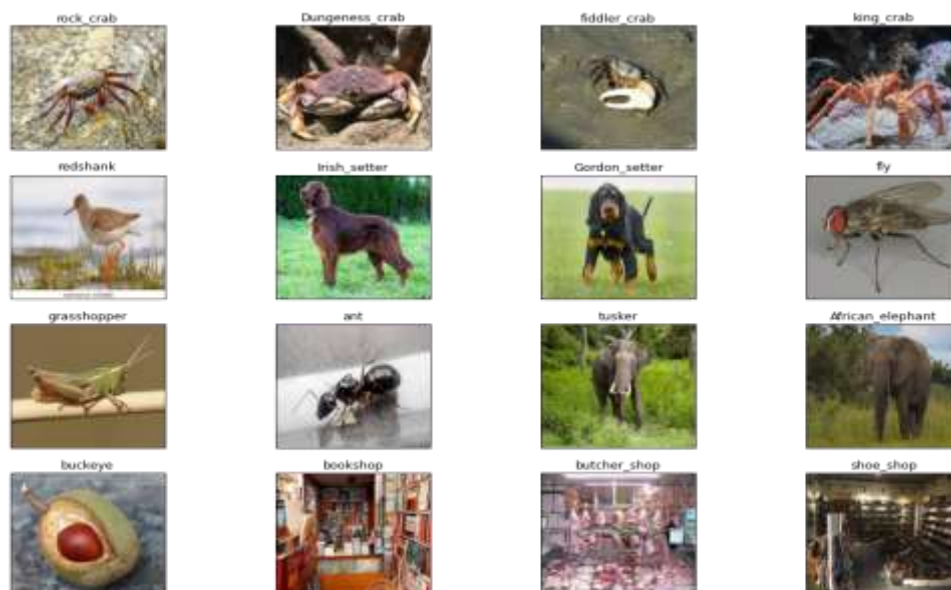 rock_crab Dungeness_crab fiddler_crab king_crab
redshank Irish_setter Gordon_setter fly
grasshopper ant tusker African_elephant
buckeye bookshop butcher_shop shoe_shop